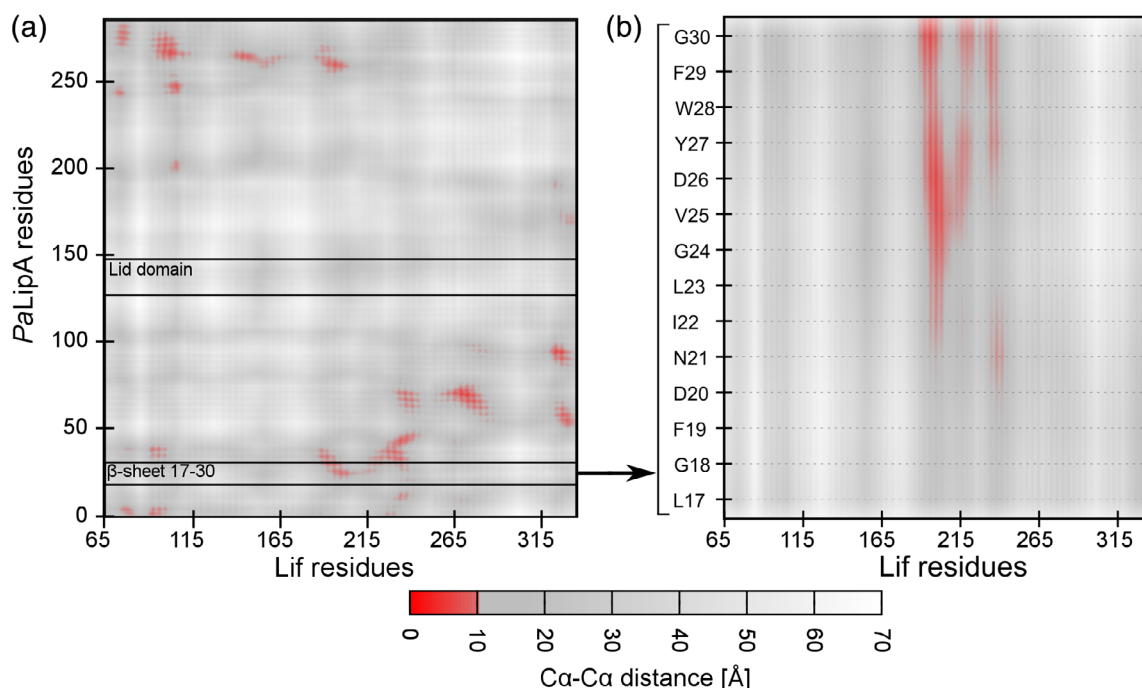 (a)
PaLipA residues
250
200
150
100
50
0
Lid domain
β-sheet 17-30
65 115 165 215 265 315
Lif residues
(b)
G30
F29
W28
Y27
D26
V25
G24
L23
I22
N21
D20
F19
G18
L17
65 115 165 215 265 315
Lif residues
0 10 20 30 40 50 60 70
Cα-Cα distance [Å]